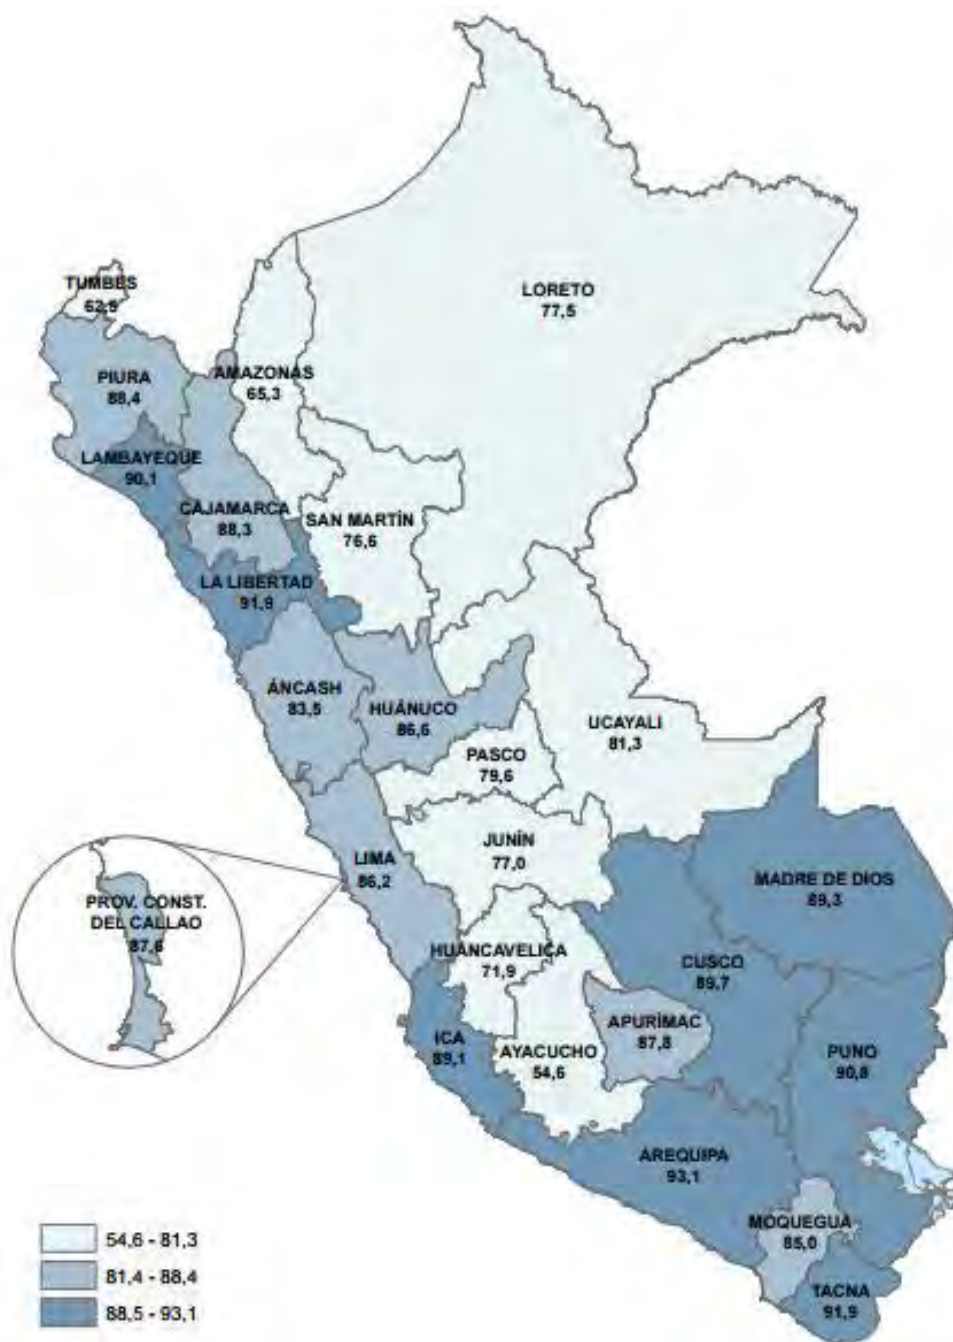 LORETO
77,5
TUMBES
62,9
AMAZONAS
65,3
PIURA
88,4
LAMBAYEQUE
90,1
CAJAMARCA
88,3
SAN MARTÍN
76,6
LA LIBERTAD
91,9
ÁNCASH
83,5
HUÁNUCO
86,6
UCAYALI
81,3
PASCO
79,6
JUNÍN
77,0
LIMA
86,2
MADRE DE DIOS
89,3
PROV. CONST.
DEL CALLAO
87,6
HUANCAVELICA
71,9
CUSCO
89,7
APURÍMAC
87,8
ICA
89,1
AYACUCHO
54,6
PUNO
90,8
AREQUIPA
93,1
MOQUEGUA
85,0
TACNA
91,9
54,6 - 81,3
81,4 - 88,4
88,5 - 93,1